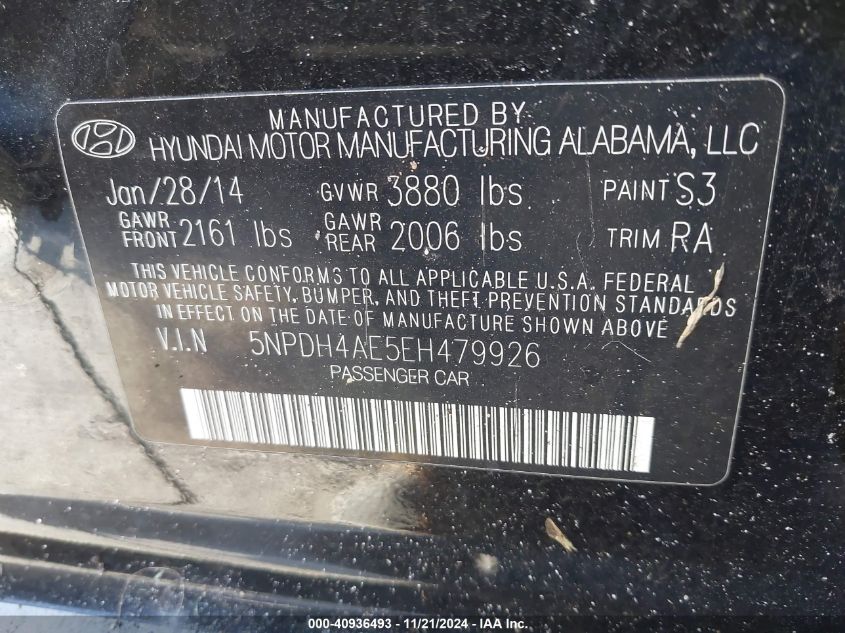 MANUFACTURED BY
HYUNDAI MOTOR MANUFACTURING ALABAMA, LLC
Jan/28/14 GVWR 3880 lbs PAINT S3
GAWR FRONT 2161 lbs GAWR REAR 2006 lbs TRIM RA
THIS VEHICLE CONFORMS TO ALL APPLICABLE U.S.A. FEDERAL
MOTOR VEHICLE SAFETY, BUMPER, AND THEFT PREVENTION STANDARDS
IN EFFECT ON THE DATE OF MANUFACTURE SHOWN ABOVE
V.I.N 5NPDH4AE5EH479926
PASSENGER CAR
000-40936493 - 11/21/2024 - IAAI.com